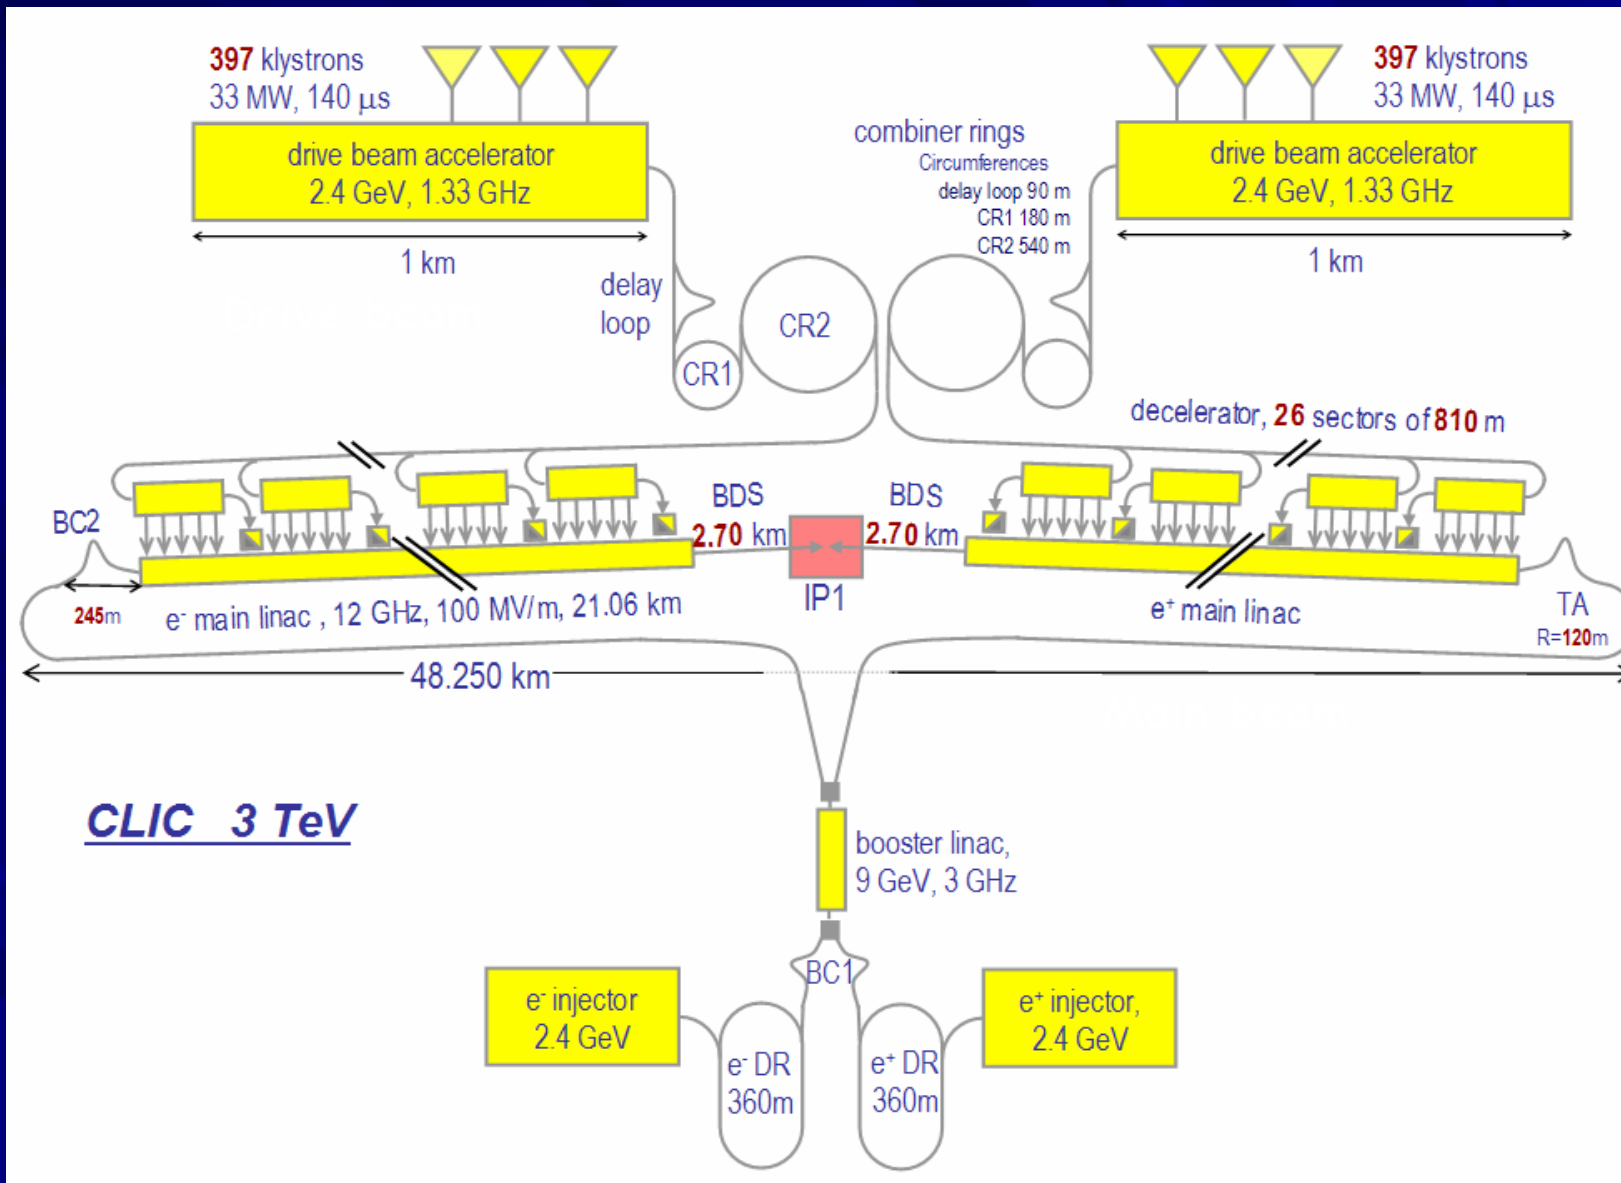 397 klystrons
33 MW, 140 μs
drive beam accelerator
2.4 GeV, 1.33 GHz
1 km
combiner rings
Circumferences
delay loop 90 m
CR1 180 m
CR2 540 m
397 klystrons
33 MW, 140 μs
drive beam accelerator
2.4 GeV, 1.33 GHz
1 km
delay
loop
CR1
CR2
decelerator, 26 sectors of 810 m
BC2
245m
BDS
2.70 km
BDS
2.70 km
IP1
e⁻ main linac , 12 GHz, 100 MV/m, 21.06 km
e⁺ main linac
TA
R=120m
48.250 km
CLIC 3 TeV
booster linac,
9 GeV, 3 GHz
BC1
e⁻ injector
2.4 GeV
e⁻ DR
360m
e⁺ DR
360m
e⁺ injector,
2.4 GeV